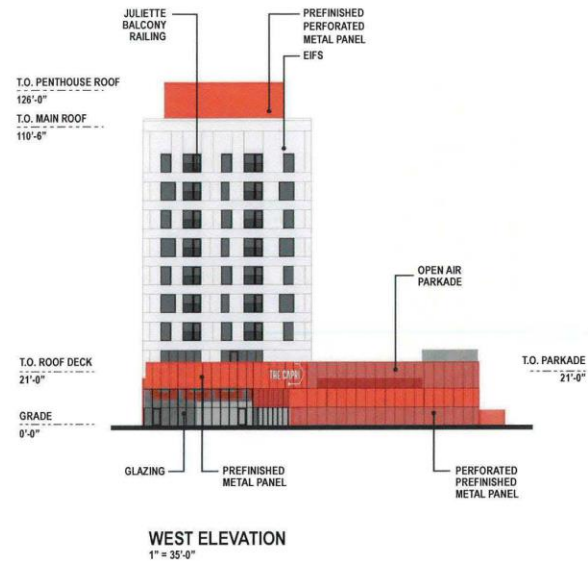 JULIETTE
BALCONY
RAILING
PREFINISHED
PERFORATED
METAL PANEL
EIFS
T.O. PENTHOUSE ROOF
126'-0"
T.O. MAIN ROOF
110'-6"
OPEN AIR
PARKADE
T.O. ROOF DECK
21'-0"
T.O. PARKADE
21'-0"
THE CAPRI
GRADE
0'-0"
GLAZING
PREFINISHED
METAL PANEL
PERFORATED
PREFINISHED
METAL PANEL
WEST ELEVATION
1" = 35'-0"